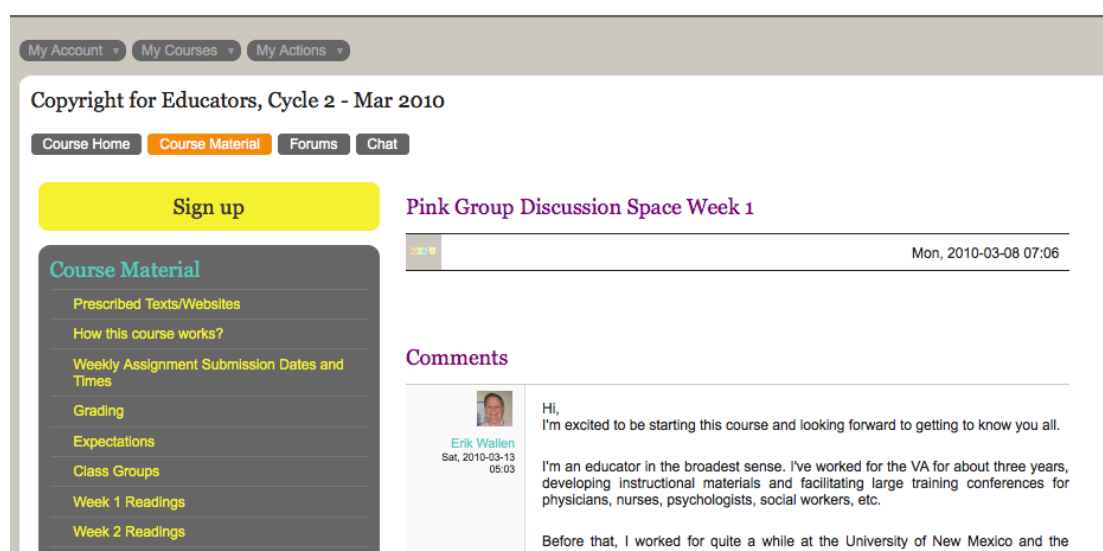 My Account My Courses My Actions
Copyright for Educators, Cycle 2 - Mar 2010
Course Home Course Material Forums Chat
Sign up
Course Material
Prescribed Texts/Websites
How this course works?
Weekly Assignment Submission Dates and
Times
Grading
Expectations
Class Groups
Week 1 Readings
Week 2 Readings
Pink Group Discussion Space Week 1
Mon, 2010-03-08 07:06
Comments
Erik Wallen
Sat, 2010-03-13
05:03
Hi,
I'm excited to be starting this course and looking forward to getting to know you all.
I'm an educator in the broadest sense. I've worked for the VA for about three years,
developing instructional materials and facilitating large training conferences for
physicians, nurses, psychologists, social workers, etc.
Before that, I worked for quite a while at the University of New Mexico and the